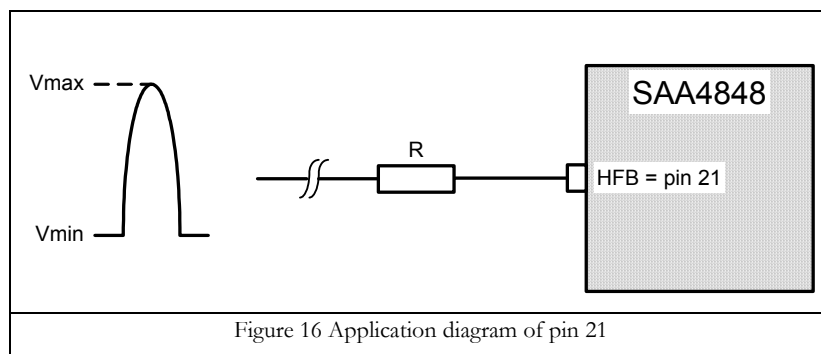 Vmax
Vmin
R
SAA4848
HFB = pin 21
Figure 16 Application diagram of pin 21